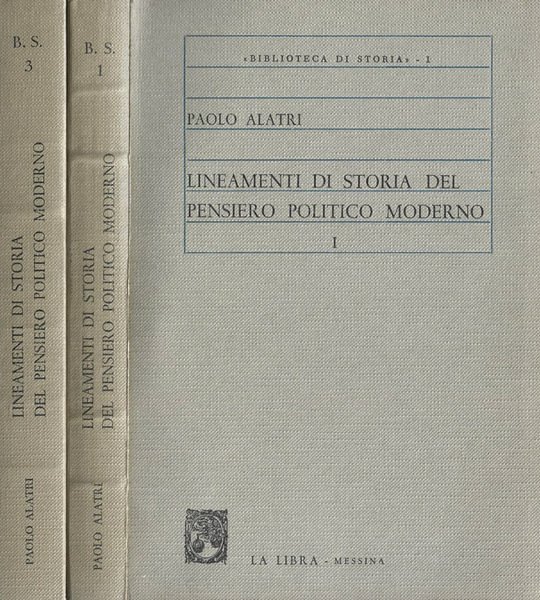 B. S.
3
LINEAMENTI DI STORIA
DEL PENSIERO POLITICO MODERNO
PAOLO ALATRI
B. S.
1
LINEAMENTI DI STORIA
DEL PENSIERO POLITICO MODERNO
PAOLO ALATRI
«BIBLIOTECA DI STORIA» - I
PAOLO ALATRI
LINEAMENTI DI STORIA DEL
PENSIERO POLITICO MODERNO
I
LA LIBRA - MESSINA